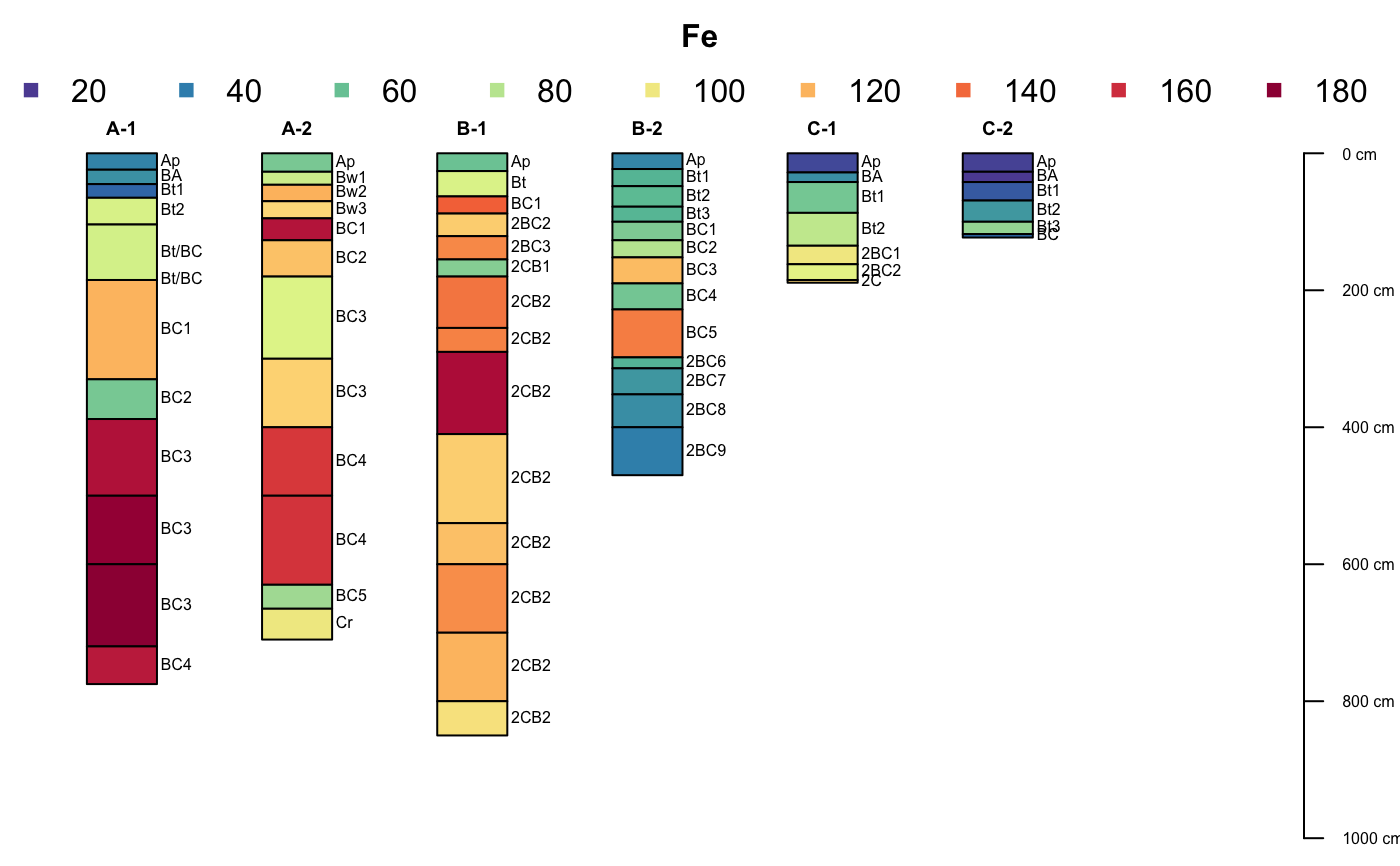 Fe
20 40 60 80 100 120 140 160 180
A-1 A-2 B-1 B-2 C-1 C-2
Ap
BA
Bt1
Bt2
Bt/BC
Bt/BC
BC1
BC2
BC3
BC3
BC3
BC4
Ap
Bw1
Bw2
Bw3
BC1
BC2
BC3
BC3
BC4
BC4
BC5
Cr
Ap
Bt
BC1
2BC2
2BC3
2CB1
2CB2
2CB2
2CB2
2CB2
2CB2
2CB2
2CB2
2CB2
Ap
Bt1
Bt2
Bt3
BC1
BC2
BC3
BC4
BC5
2BC6
2BC7
2BC8
2BC9
Ap
BA
Bt1
Bt2
2BC1
2BC2
2C
Ap
BA
Bt1
Bt2
Bt3
BC
0 cm
200 cm
400 cm
600 cm
800 cm
1000 cm